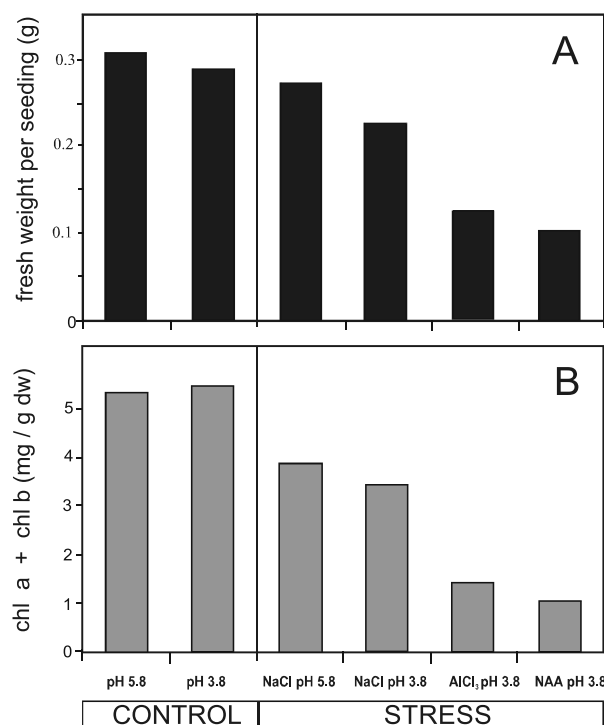 A
fresh weight per seeding (g)
0.3
0.2
0.1
0
B
chl a + chl b (mg / g dw)
5
4
3
2
1
0
pH 5.8 pH 3.8 NaCl pH 5.8 NaCl pH 3.8 AlCl₃ pH 3.8 NAA pH 3.8
CONTROL STRESS